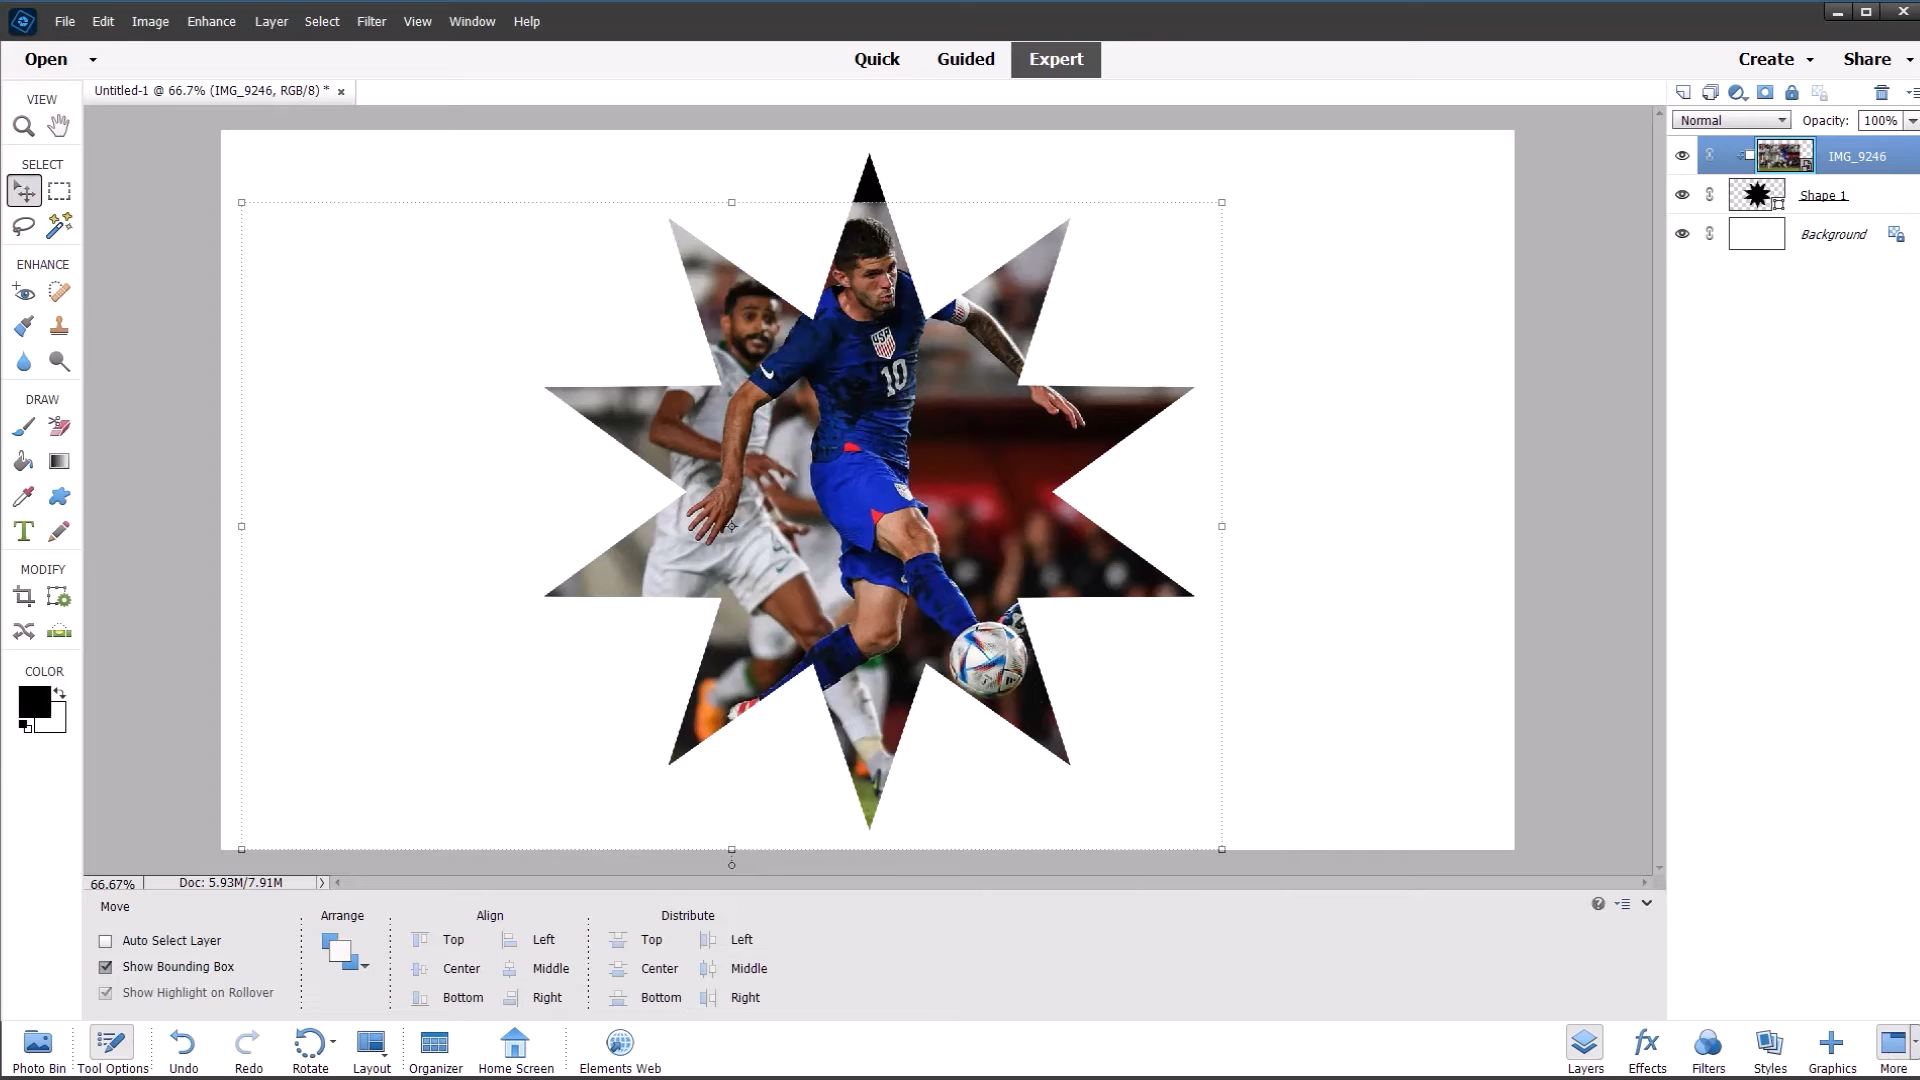 File Edit Image Enhance Layer Select Filter View Window Help
Open Quick Guided Expert Create Share
Untitled-1 @ 66.7% (IMG_9246, RGB/8) * ×
VIEW
SELECT
ENHANCE
DRAW
T
MODIFY
COLOR
Normal Opacity: 100%
IMG_9246
Shape 1
Background
USA
10
66.67% Doc: 5.93M/7.91M
Move
Auto Select Layer
Show Bounding Box
Show Highlight on Rollover
Arrange
Align
Top Left
Center Middle
Bottom Right
Distribute
Top Left
Center Middle
Bottom Right
Photo Bin Tool Options Undo Redo Rotate Layout Organizer Home Screen Elements Web
fx
Layers Effects Filters Styles Graphics More